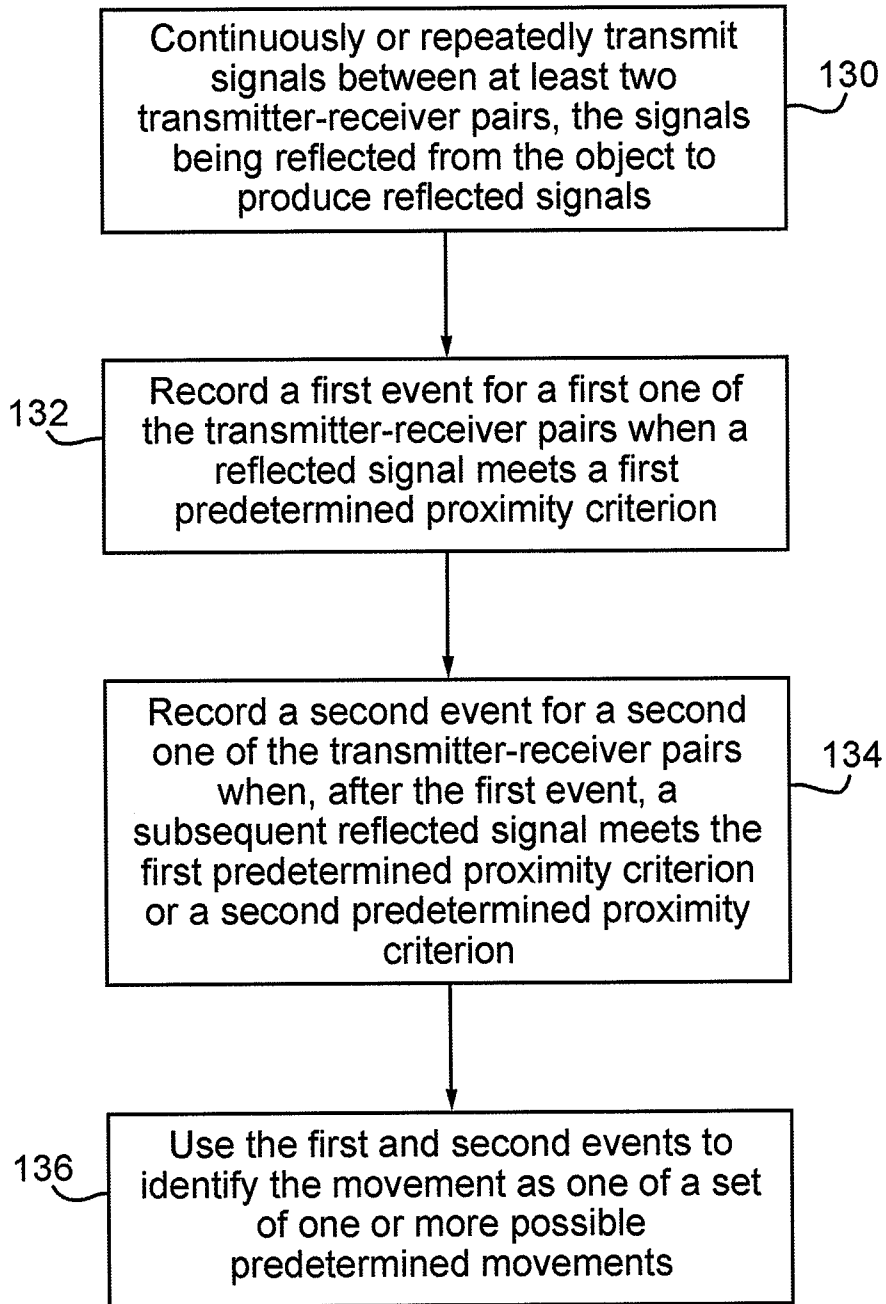 Continuously or repeatedly transmit
signals between at least two
transmitter-receiver pairs, the signals
being reflected from the object to
produce reflected signals
130
Record a first event for a first one of
the transmitter-receiver pairs when a
reflected signal meets a first
predetermined proximity criterion
132
Record a second event for a second
one of the transmitter-receiver pairs
when, after the first event, a
subsequent reflected signal meets the
first predetermined proximity criterion
or a second predetermined proximity
criterion
134
Use the first and second events to
identify the movement as one of a set
of one or more possible
predetermined movements
136